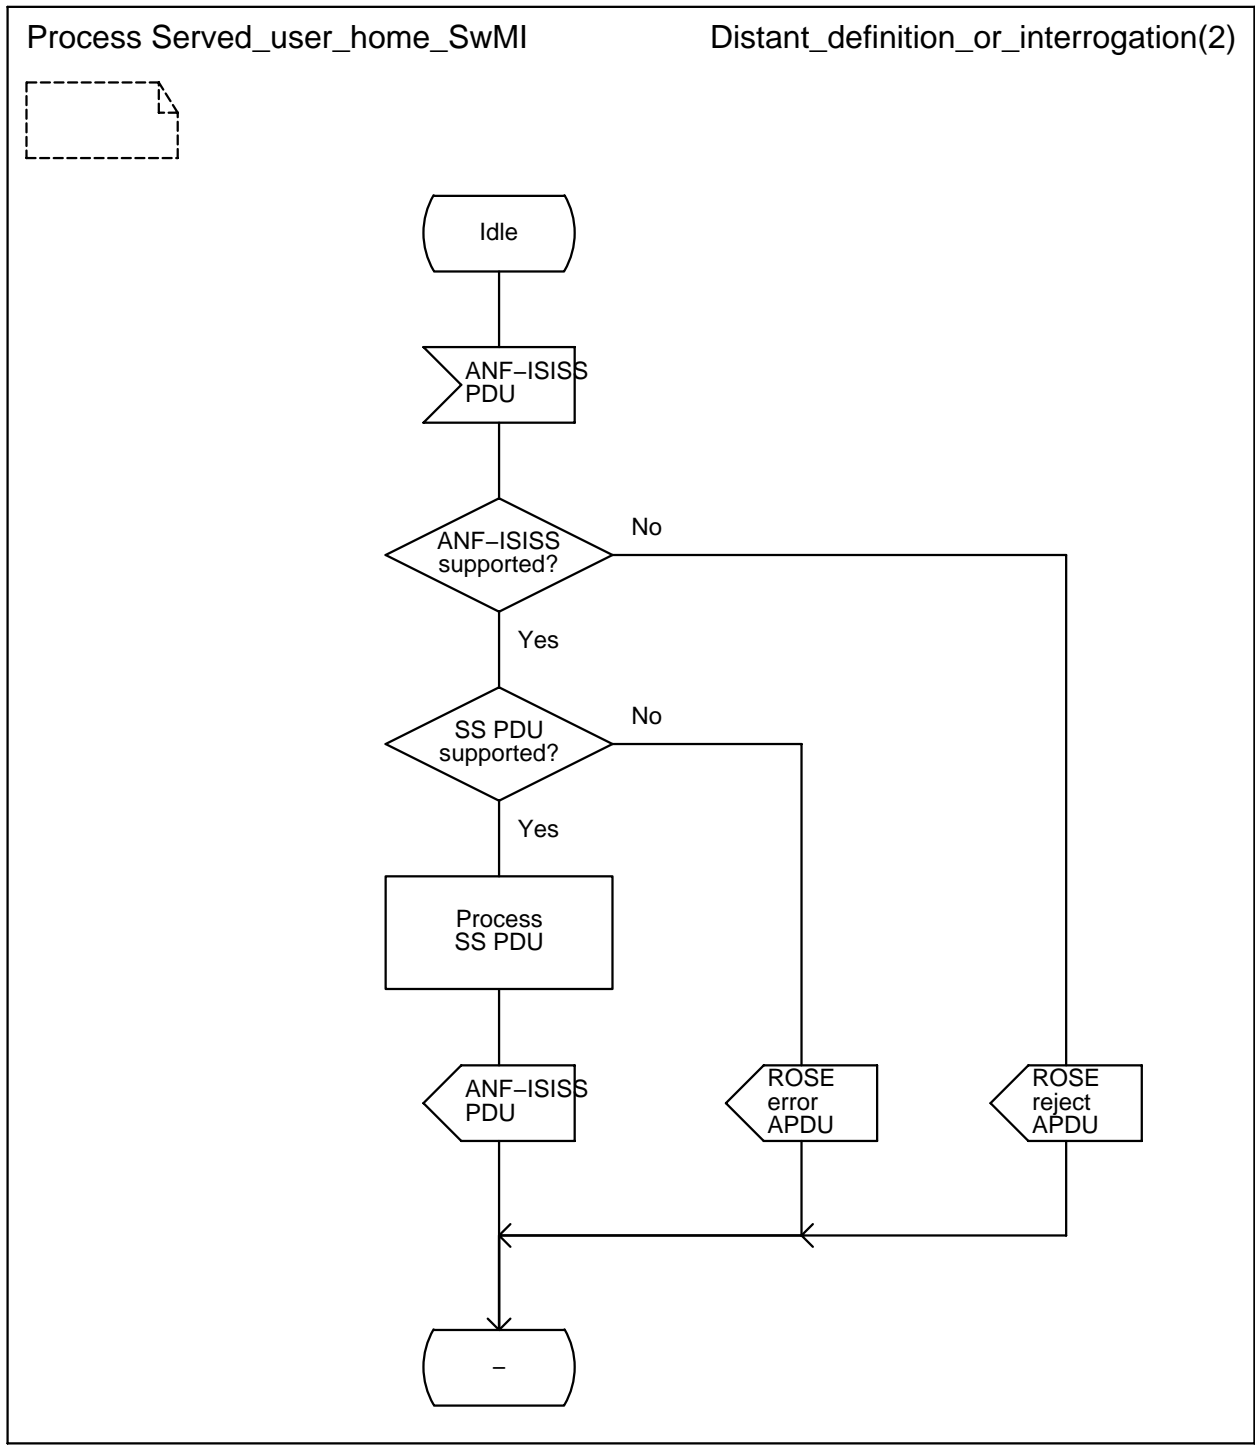 Process Served_user_home_SwMI
Distant_definition_or_interrogation(2)
Idle
ANF−ISISS
PDU
ANF−ISISS
supported?
No
Yes
SS PDU
supported?
No
Yes
Process
SS PDU
ANF−ISISS
PDU
ROSE
error
APDU
ROSE
reject
APDU
−